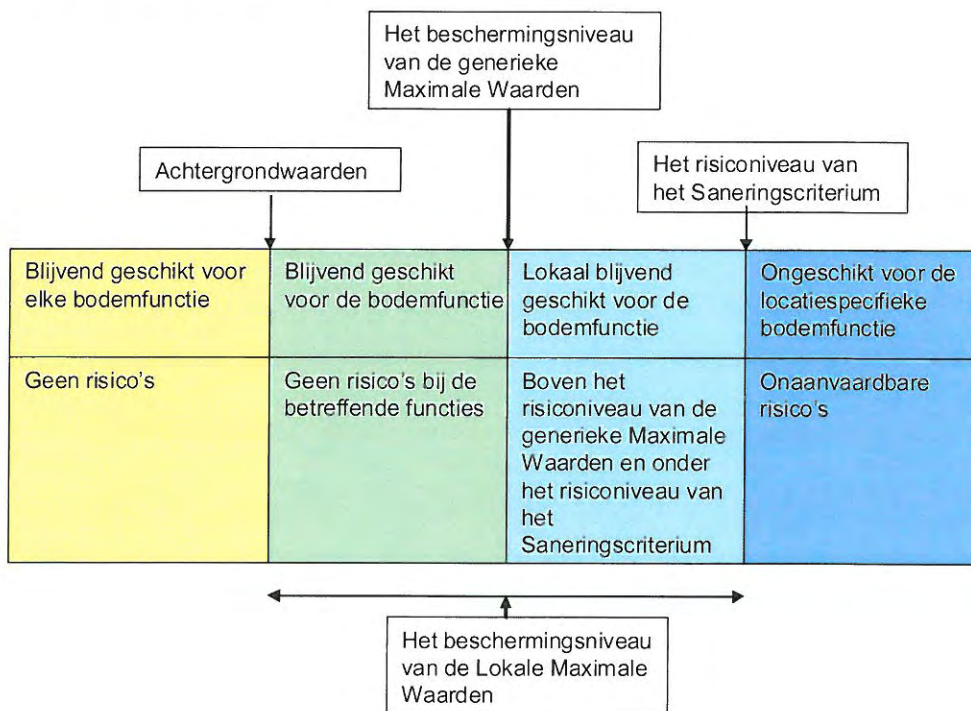 Het beschermingsniveau
van de generieke
Maximale Waarden
Achtergrondwaarden
Het risiconiveau van
het Saneringscriterium
Blijvend geschikt voor
elke bodemfunctie
Blijvend geschikt
voor de bodemfunctie
Lokaal blijvend
geschikt voor de
bodemfunctie
Ongeschikt voor de
locatiespecifieke
bodemfunctie
Geen risico's
Geen risico's bij de
betreffende functies
Boven het
risiconiveau van de
generieke Maximale
Waarden en onder
het risiconiveau van
het
Saneringscriterium
Onaanvaardbare
risico's
Het beschermingsniveau
van de Lokale Maximale
Waarden